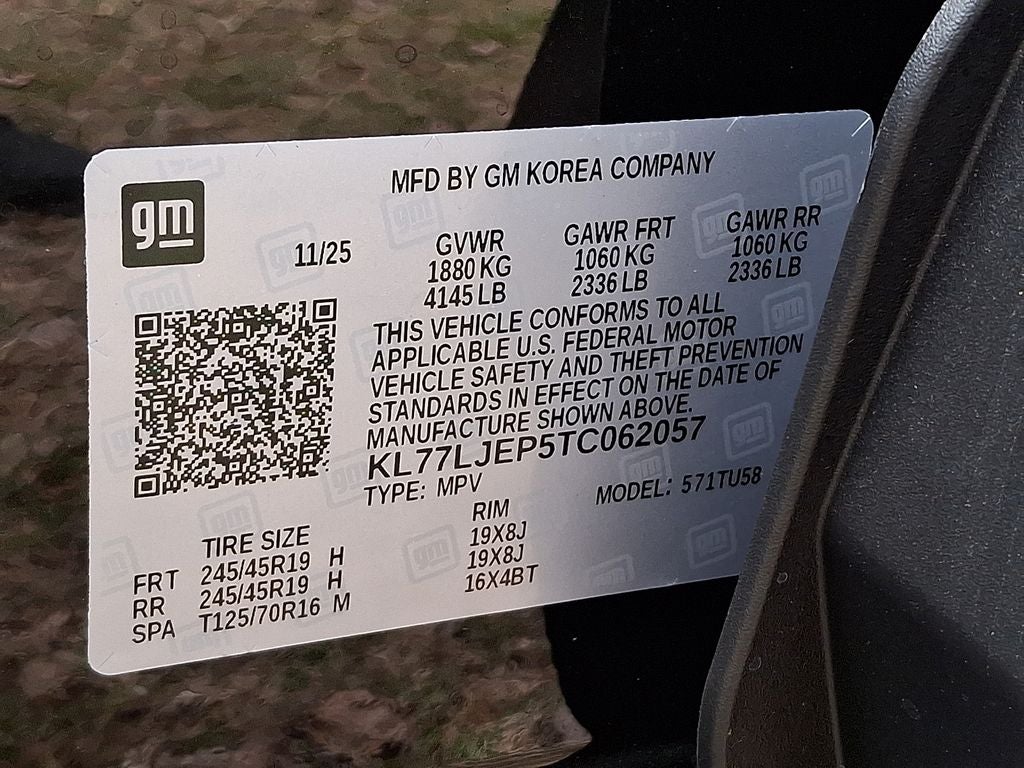 gm
MFD BY GM KOREA COMPANY
11/25
GVWR GAWR FRT GAWR RR
1880 KG 1060 KG 1060 KG
4145 LB 2336 LB 2336 LB
THIS VEHICLE CONFORMS TO ALL
APPLICABLE U.S. FEDERAL MOTOR
VEHICLE SAFETY AND THEFT PREVENTION
STANDARDS IN EFFECT ON THE DATE OF
MANUFACTURE SHOWN ABOVE.
KL77LJEP5TC062057
TYPE: MPV MODEL: 571TU58
TIRE SIZE RIM
FRT 245/45R19 H 19X8J
RR 245/45R19 H 19X8J
SPA T125/70R16 M 16X4BT